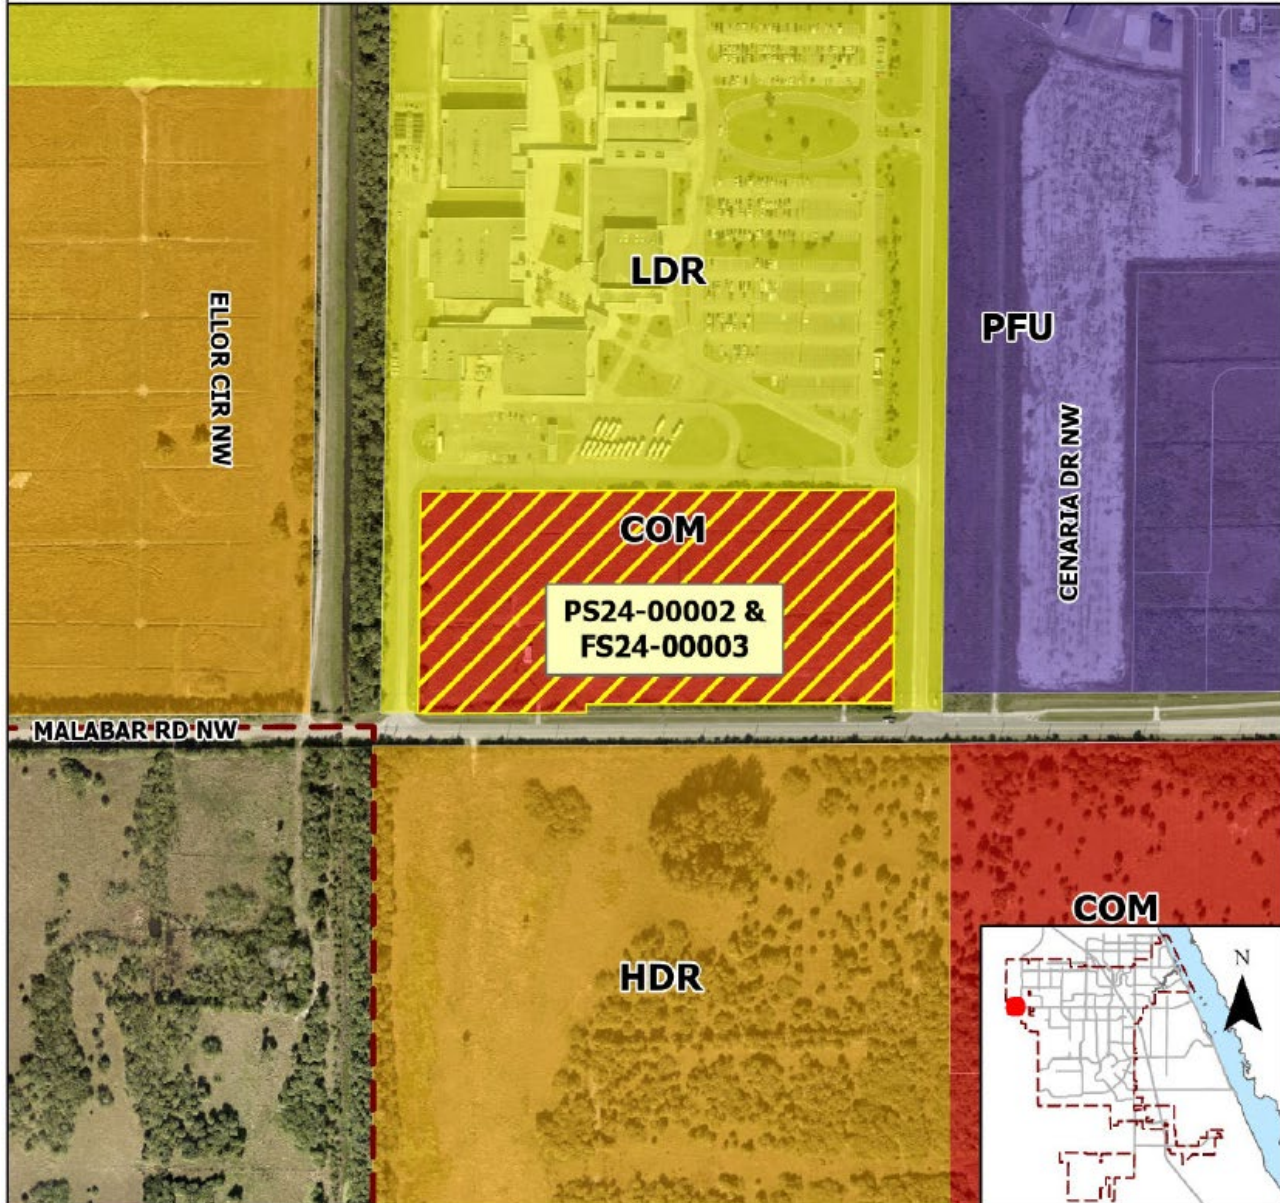 LDR
PFU
ELLOR CIR NW
CENARIA DR NW
COM
PS24-00002 &
FS24-00003
MALABAR RD NW
COM
HDR
N